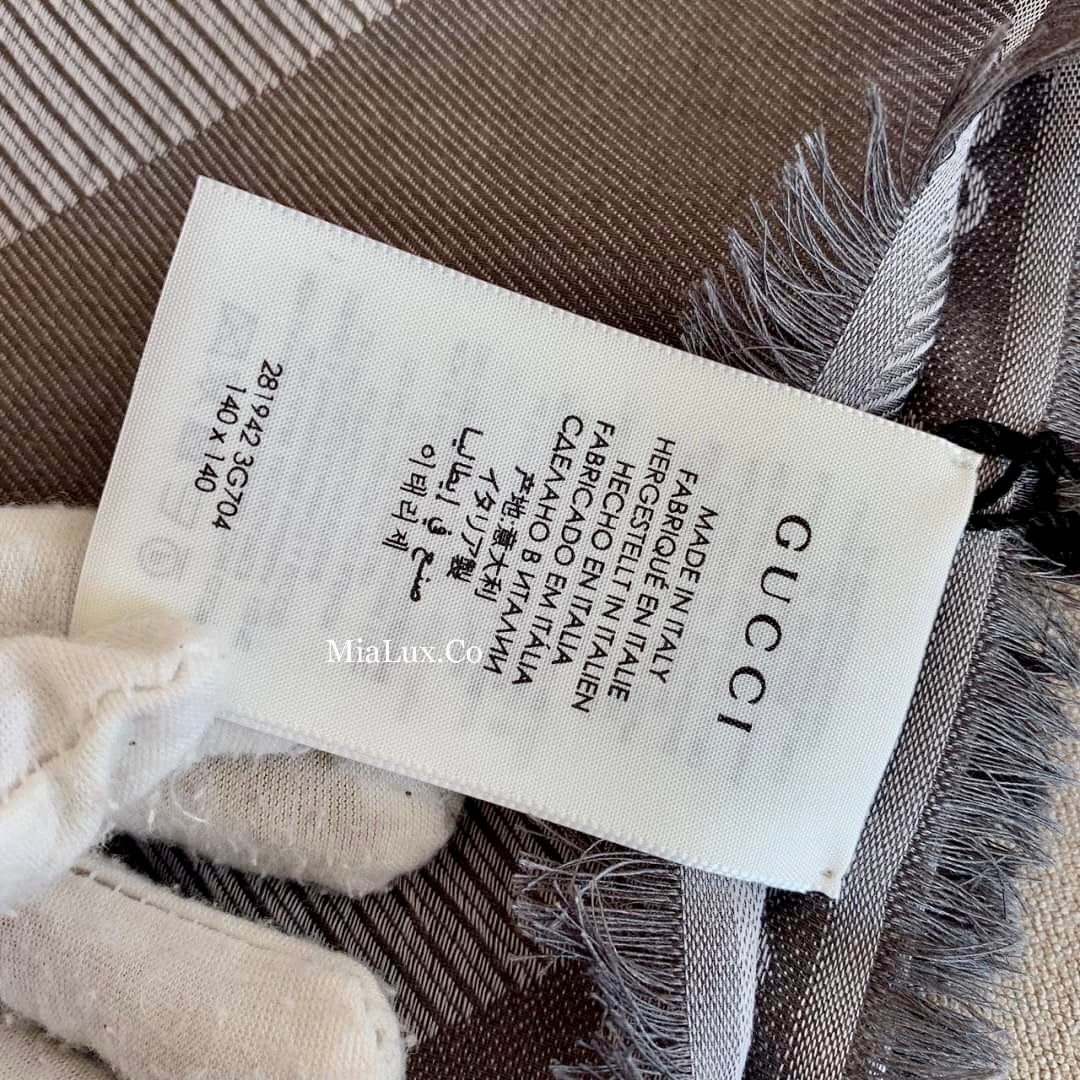 GUCCI
MADE IN ITALY
FABRIQUÉ EN ITALIE
HERGESTELLT IN ITALIEN
HECHO EN ITALIA
FABRICADO EM ITÁLIA
СДЕЛАНО В ИТАЛИИ
产地:意大利
イタリア製
صنع في إيطاليا
이태리제
281942 3G704
140 x 140
MiaLux.Co